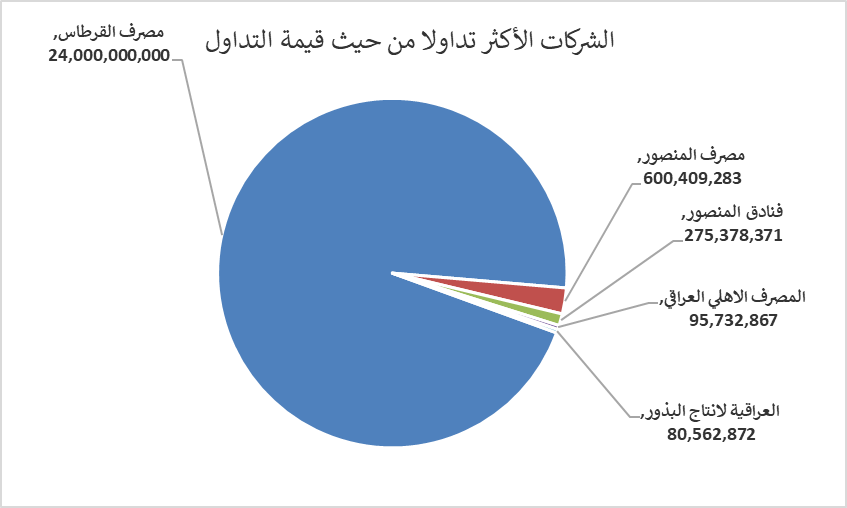 الشركات الأكثر تداولا من حيث قيمة التداول
مصرف القرطاس,
24,000,000,000
مصرف المنصور,
600,409,283
فنادق المنصور,
275,378,371
المصرف الاهلي العراقي,
95,732,867
العراقية لانتاج البذور,
80,562,872